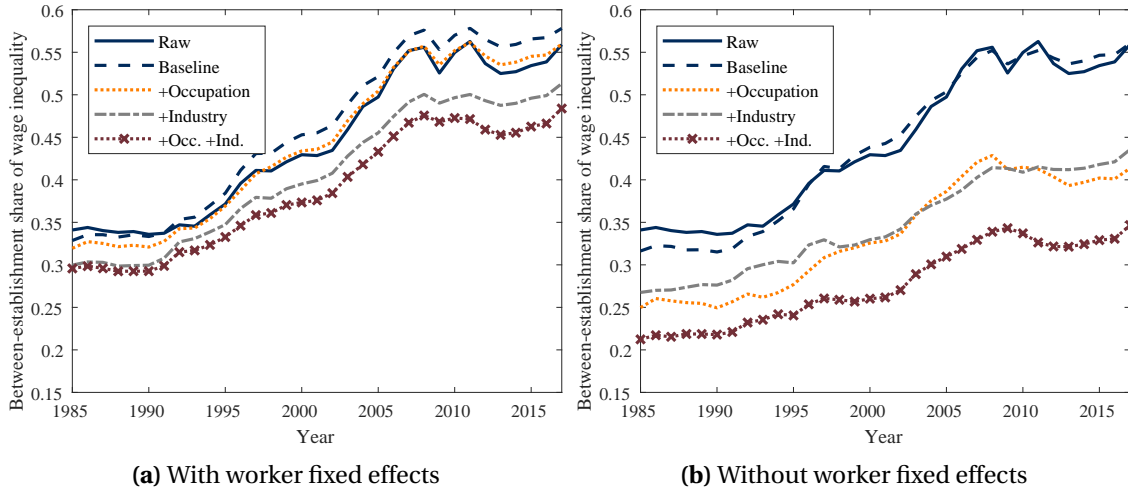 Between-establishment share of wage inequality
0.6
0.55
0.5
0.45
0.4
0.35
0.3
0.25
0.2
0.15
Raw
Baseline
+Occupation
+Industry
+Occ. +Ind.
1985 1990 1995 2000 2005 2010 2015
Year
(a) With worker fixed effects
Between-establishment share of wage inequality
0.6
0.55
0.5
0.45
0.4
0.35
0.3
0.25
0.2
0.15
Raw
Baseline
+Occupation
+Industry
+Occ. +Ind.
1985 1990 1995 2000 2005 2010 2015
Year
(b) Without worker fixed effects